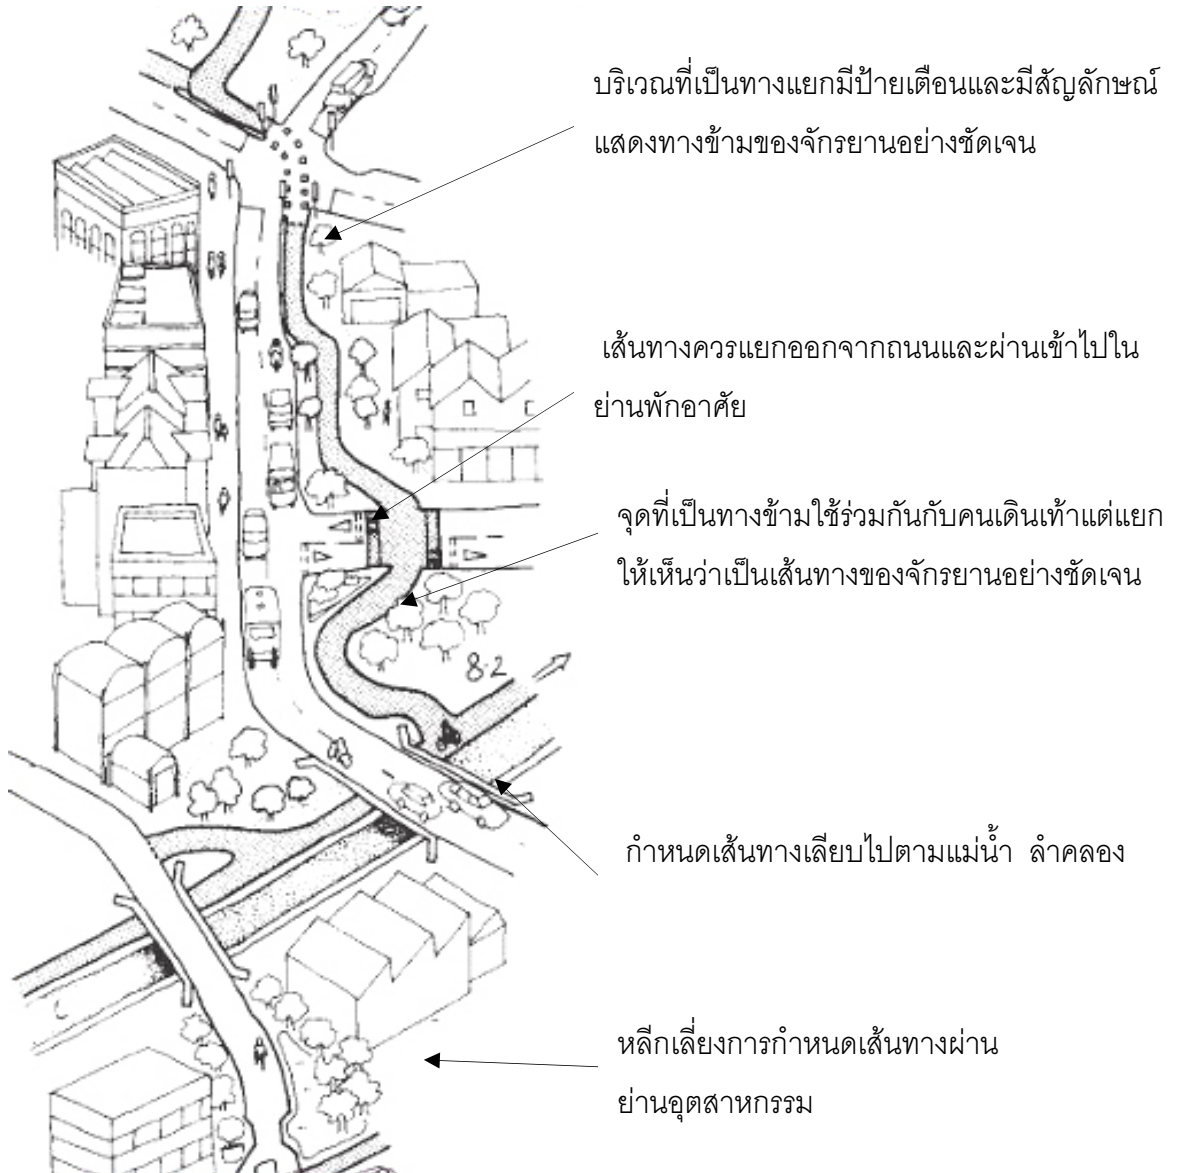 บริเวณที่เป็นทางแยกมีป้ายเตือนและมีสัญลักษณ์
แสดงทางข้ามของจักรยานอย่างชัดเจน
เส้นทางควรแยกออกจากถนนและผ่านเข้าไปใน
ย่านพักอาศัย
จุดที่เป็นทางข้ามใช้ร่วมกันกับคนเดินเท้าแต่แยก
ให้เห็นว่าเป็นเส้นทางของจักรยานอย่างชัดเจน
8.2
กำหนดเส้นทางเลียบไปตามแม่น้ำ ลำคลอง
หลีกเลี่ยงการกำหนดเส้นทางผ่าน
ย่านอุตสาหกรรม